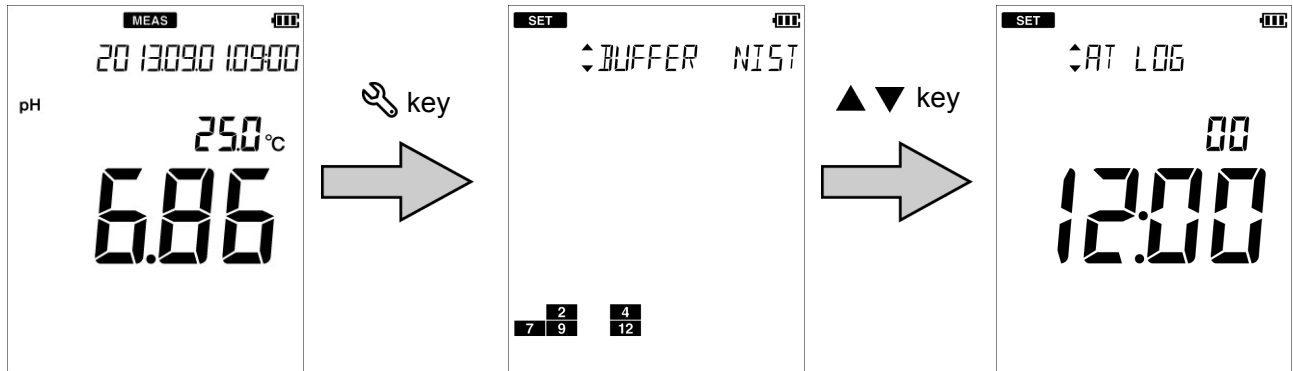 MEAS
2013.09.01.09:00
pH
25.0 °C
6.86
key
SET
BUFFER NIST
2 4
7 9 12
key
SET
AT LOG
00
12:00